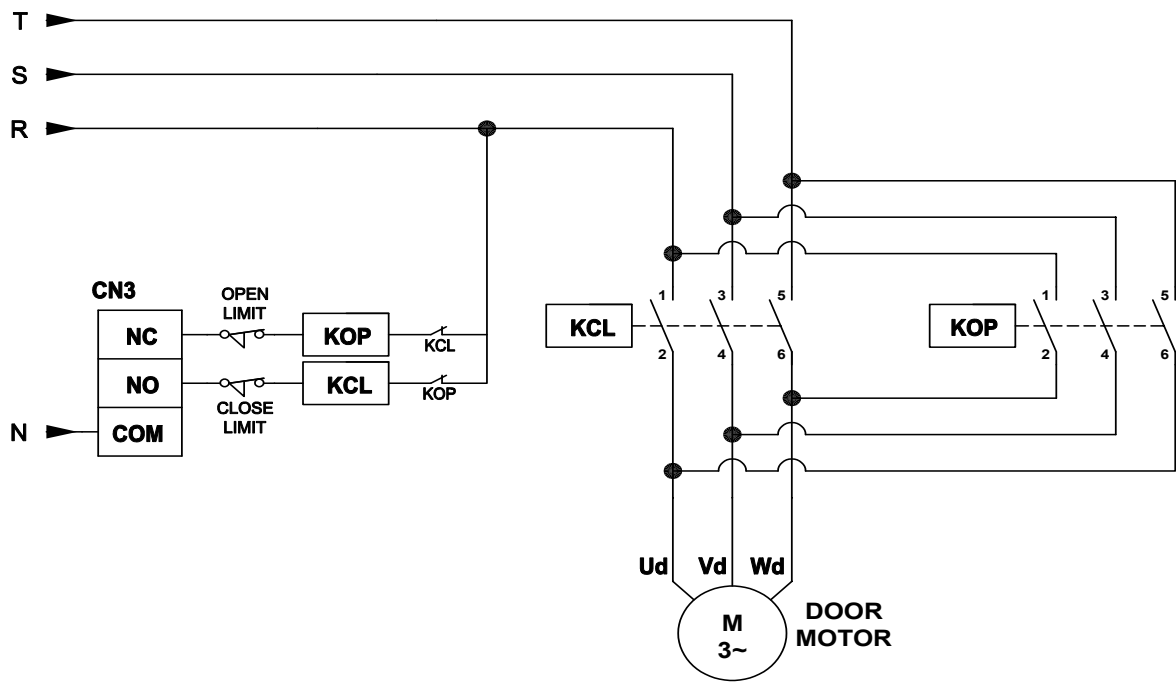 T
S
R
CN3
OPEN
LIMIT
NC
KOP
KCL
NO
KCL
KOP
CLOSE
LIMIT
N
COM
KCL
1
3
5
2
4
6
KOP
1
3
5
2
4
6
Ud
Vd
Wd
M
3~
DOOR
MOTOR